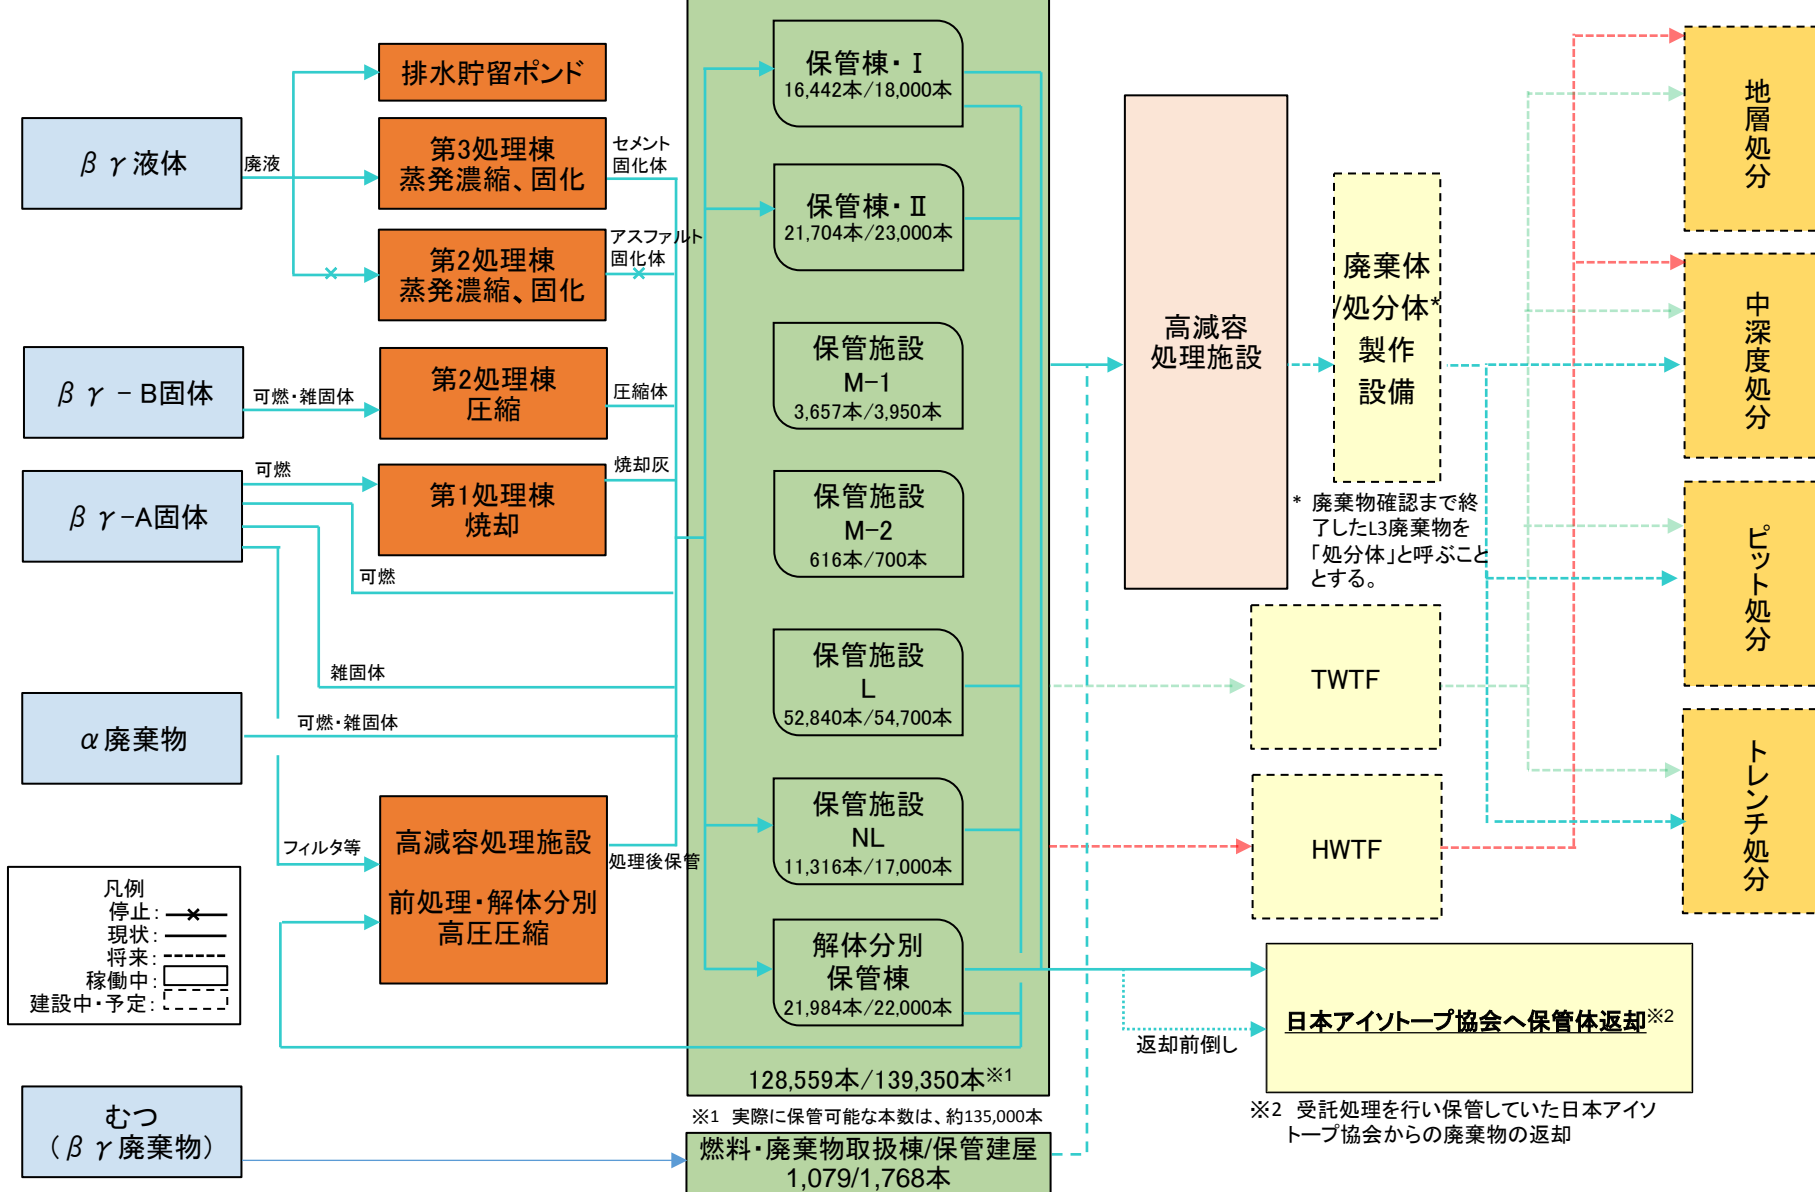 βγ液体
βγ－B固体
βγ-A固体
α廃棄物
むつ
（βγ廃棄物）
廃液
可燃・雑固体
可燃
可燃
雑固体
可燃・雑固体
フィルタ等
排水貯留ポンド
第3処理棟
蒸発濃縮、固化
第2処理棟
蒸発濃縮、固化
第2処理棟
圧縮
第1処理棟
焼却
高減容処理施設
前処理・解体分別
高圧圧縮
セメント
固化体
アスファルト
固化体
圧縮体
焼却灰
処理後保管
凡例
停止：
現状：
将来：
稼働中：
建設中・予定：
保管棟・Ⅰ
16,442本/18,000本
保管棟・Ⅱ
21,704本/23,000本
保管施設
M-1
3,657本/3,950本
保管施設
M-2
616本/700本
保管施設
L
52,840本/54,700本
保管施設
NL
11,316本/17,000本
解体分別
保管棟
21,984本/22,000本
128,559本/139,350本※1
※1 実際に保管可能な本数は、約135,000本
燃料・廃棄物取扱棟/保管建屋
1,079/1,768本
高減容
処理施設
廃棄体
/処分体*
製作
設備
* 廃棄物確認まで終
了したL3廃棄物を
「処分体」と呼ぶこと
とする。
TWTF
HWTF
返却前倒し
日本アイソトープ協会へ保管体返却※2
※2 受託処理を行い保管していた日本アイソ
トープ協会からの廃棄物の返却
地層処分
中深度処分
ピット処分
トレンチ処分